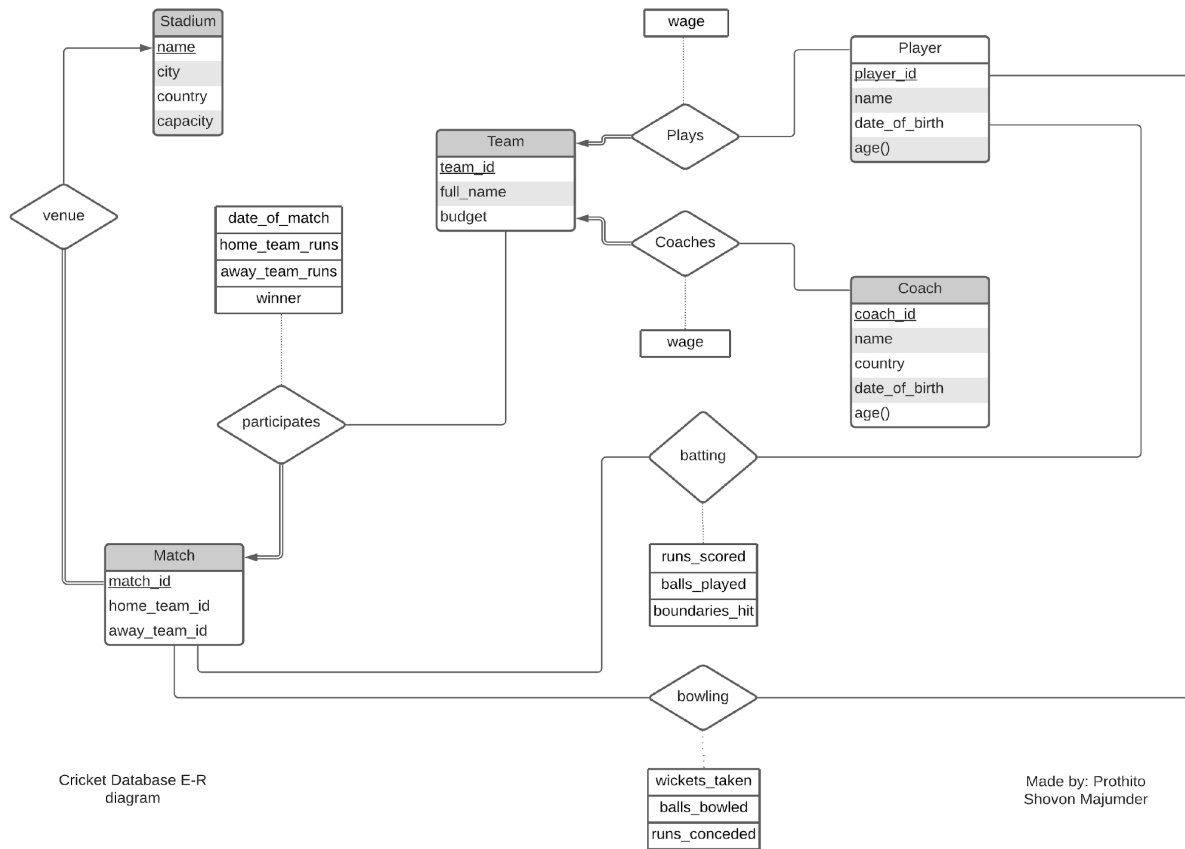 Stadium
name
city
country
capacity
wage
Player
player_id
name
date_of_birth
age()
Plays
Team
team_id
full_name
budget
venue
date_of_match
home_team_runs
away_team_runs
winner
Coaches
wage
Coach
coach_id
name
country
date_of_birth
age()
participates
batting
runs_scored
balls_played
boundaries_hit
Match
match_id
home_team_id
away_team_id
bowling
wickets_taken
balls_bowled
runs_conceded
Cricket Database E-R
diagram
Made by: Prothito
Shovon Majumder